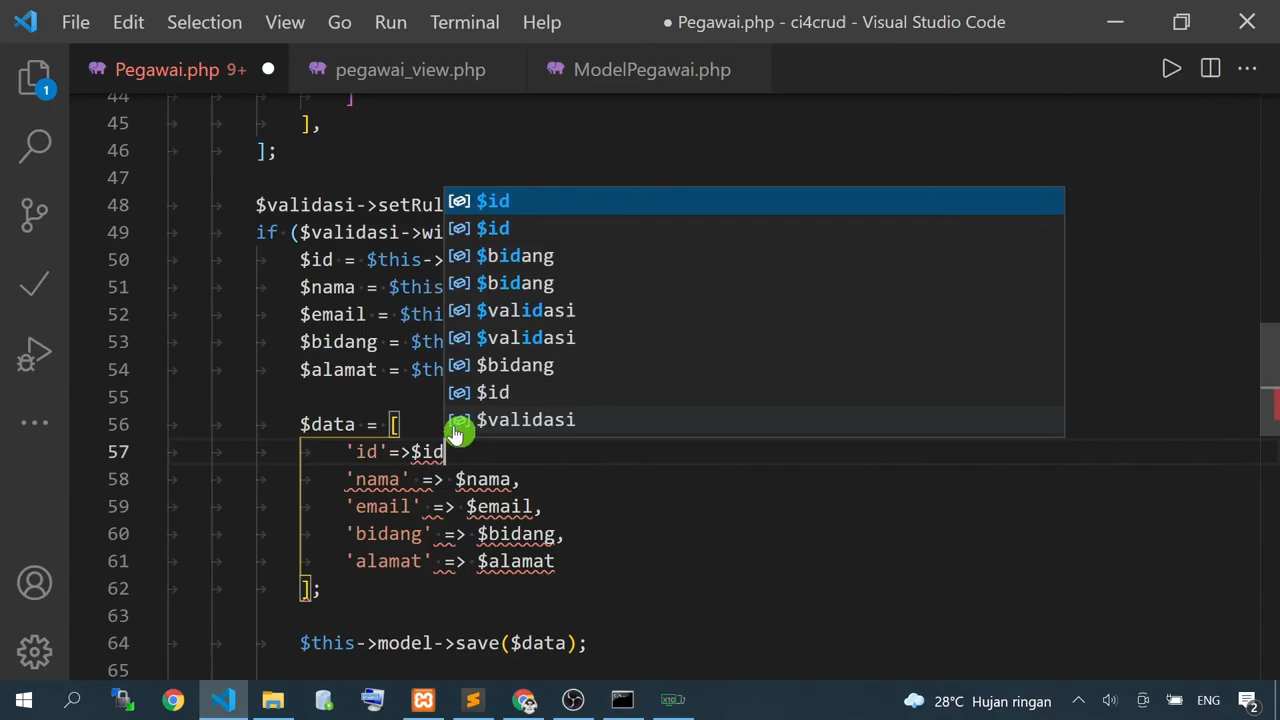 File Edit Selection View Go Run Terminal Help ● Pegawai.php - ci4crud - Visual Studio Code
Pegawai.php 9+ ● pegawai_view.php ModelPegawai.php
1
44 ]
45 ],
46 ];
47
48 $validasi->setRul
49 if ($validasi->wi
50 $id = $this->
51 $nama = $this
52 $email = $thi
53 $bidang = $th
54 $alamat = $th
55
$id
$id
$bidang
$bidang
$validasi
$validasi
$bidang
$id
$validasi
56 $data = [
57 'id'=>$id
58 'nama' => $nama,
59 'email' => $email,
60 'bidang' => $bidang,
61 'alamat' => $alamat
62 ];
63
64 $this->model->save($data);
65
28°C Hujan ringan ENG 2